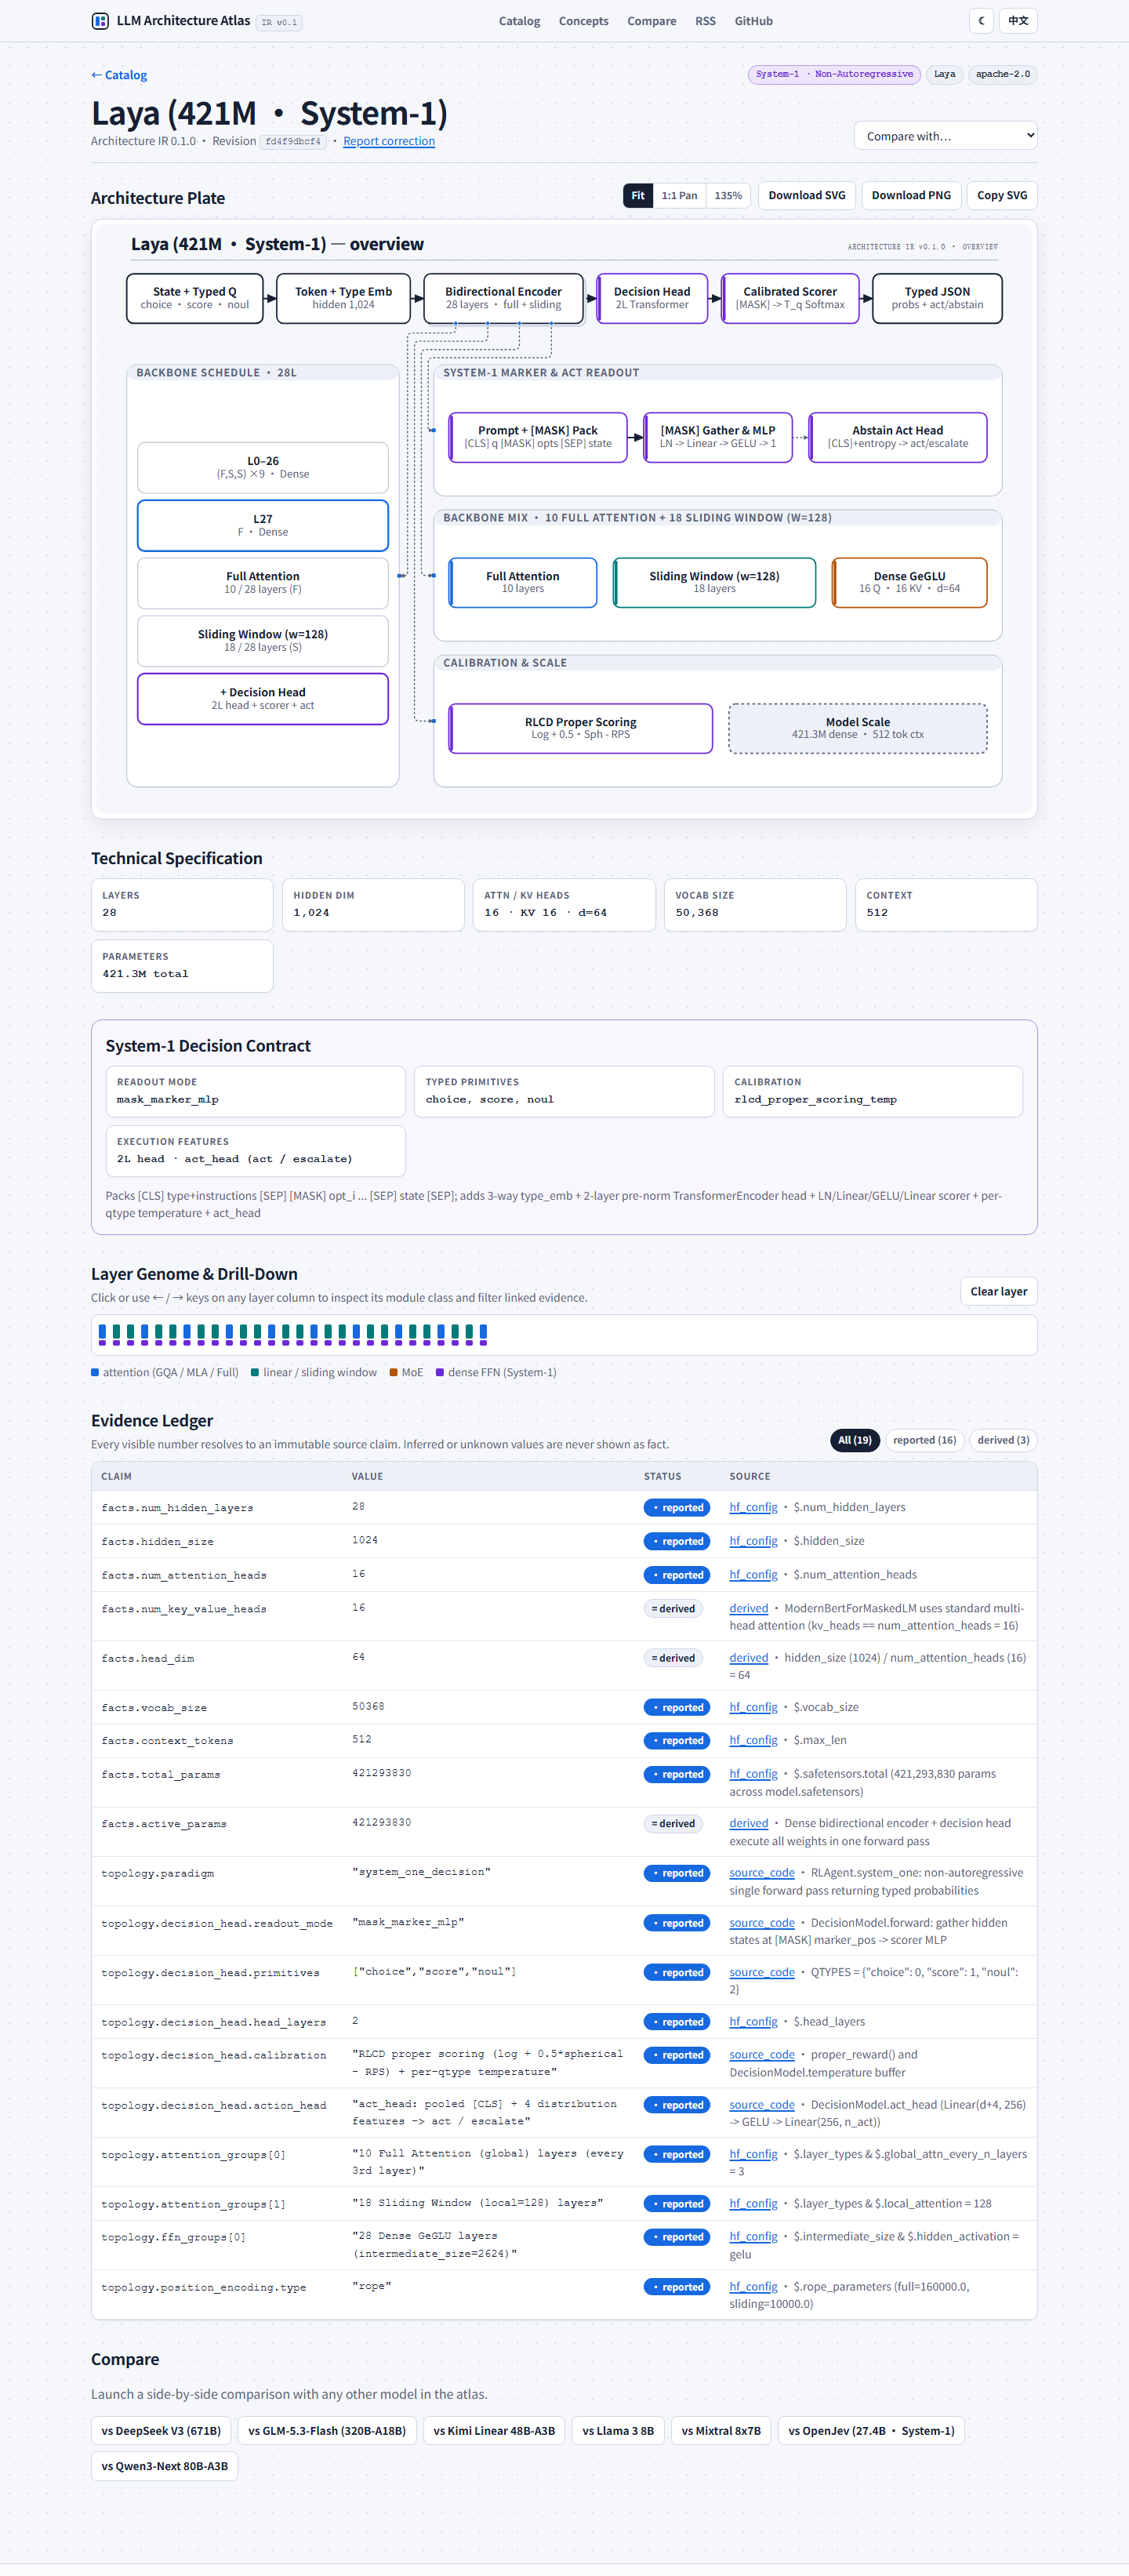 LLM Architecture Atlas IR v0.1
Catalog Concepts Compare RSS GitHub
中文
← Catalog
System-1 · Non-Autoregressive Laya apache-2.0
Laya (421M • System-1)
Architecture IR 0.1.0 • Revision fd4f9dbcf4 • Report correction
Compare with…
Architecture Plate
Fit 1:1 Pan 135% Download SVG Download PNG Copy SVG
Laya (421M • System-1) — overview
ARCHITECTURE IR v0.1.0 • OVERVIEW
State + Typed Q
choice • score • noul
Token + Type Emb
hidden 1,024
Bidirectional Encoder
28 layers • full + sliding
Decision Head
2L Transformer
Calibrated Scorer
[MASK] -> T_q Softmax
Typed JSON
probs + act/abstain
BACKBONE SCHEDULE • 28L
L0–26
(F,S,S) ×9 • Dense
L27
F • Dense
Full Attention
10 / 28 layers (F)
Sliding Window (w=128)
18 / 28 layers (S)
+ Decision Head
2L head + scorer + act
SYSTEM-1 MARKER & ACT READOUT
Prompt + [MASK] Pack
[CLS] q [MASK] opts [SEP] state
[MASK] Gather & MLP
LN -> Linear -> GELU -> 1
Abstain Act Head
[CLS]+entropy -> act/escalate
BACKBONE MIX • 10 FULL ATTENTION + 18 SLIDING WINDOW (W=128)
Full Attention
10 layers
Sliding Window (w=128)
18 layers
Dense GeGLU
16 Q • 16 KV • d=64
CALIBRATION & SCALE
RLCD Proper Scoring
Log + 0.5 • Sph - RPS
Model Scale
421.3M dense • 512 tok ctx
Technical Specification
LAYERS
28
HIDDEN DIM
1,024
ATTN / KV HEADS
16 · KV 16 · d=64
VOCAB SIZE
50,368
CONTEXT
512
PARAMETERS
421.3M total
System-1 Decision Contract
READOUT MODE
mask_marker_mlp
TYPED PRIMITIVES
choice, score, noul
CALIBRATION
rlcd_proper_scoring_temp
EXECUTION FEATURES
2L head · act_head (act / escalate)
Packs [CLS] type+instructions [SEP] [MASK] opt_i ... [SEP] state [SEP]; adds 3-way type_emb + 2-layer pre-norm TransformerEncoder head + LN/Linear/GELU/Linear scorer + per-
qtype temperature + act_head
Layer Genome & Drill-Down
Click or use ← / → keys on any layer column to inspect its module class and filter linked evidence.
Clear layer
attention (GQA / MLA / Full) linear / sliding window MoE dense FFN (System-1)
Evidence Ledger
Every visible number resolves to an immutable source claim. Inferred or unknown values are never shown as fact.
All (19) reported (16) derived (3)
CLAIM VALUE STATUS SOURCE
facts.num_hidden_layers 28 • reported hf_config • $.num_hidden_layers
facts.hidden_size 1024 • reported hf_config • $.hidden_size
facts.num_attention_heads 16 • reported hf_config • $.num_attention_heads
facts.num_key_value_heads 16 = derived derived • ModernBertForMaskedLM uses standard multi-
head attention (kv_heads == num_attention_heads = 16)
facts.head_dim 64 = derived derived • hidden_size (1024) / num_attention_heads (16)
= 64
facts.vocab_size 50368 • reported hf_config • $.vocab_size
facts.context_tokens 512 • reported hf_config • $.max_len
facts.total_params 421293830 • reported hf_config • $.safetensors.total (421,293,830 params
across model.safetensors)
facts.active_params 421293830 = derived derived • Dense bidirectional encoder + decision head
execute all weights in one forward pass
topology.paradigm "system_one_decision" • reported source_code • RLAgent.system_one: non-autoregressive
single forward pass returning typed probabilities
topology.decision_head.readout_mode "mask_marker_mlp" • reported source_code • DecisionModel.forward: gather hidden
states at [MASK] marker_pos -> scorer MLP
topology.decision_head.primitives ["choice","score","noul"] • reported source_code • QTYPES = {"choice": 0, "score": 1, "noul":
2}
topology.decision_head.head_layers 2 • reported hf_config • $.head_layers
topology.decision_head.calibration "RLCD proper scoring (log + 0.5*spherical • reported source_code • proper_reward() and
- RPS) + per-qtype temperature" DecisionModel.temperature buffer
topology.decision_head.action_head "act_head: pooled [CLS] + 4 distribution • reported source_code • DecisionModel.act_head (Linear(d+4, 256)
features -> act / escalate" -> GELU -> Linear(256, n_act))
topology.attention_groups[0] "10 Full Attention (global) layers (every • reported hf_config • $.layer_types & $.global_attn_every_n_layers
3rd layer)" = 3
topology.attention_groups[1] "18 Sliding Window (local=128) layers" • reported hf_config • $.layer_types & $.local_attention = 128
topology.ffn_groups[0] "28 Dense GeGLU layers • reported hf_config • $.intermediate_size & $.hidden_activation =
(intermediate_size=2624)" gelu
topology.position_encoding.type "rope" • reported hf_config • $.rope_parameters (full=160000.0,
sliding=10000.0)
Compare
Launch a side-by-side comparison with any other model in the atlas.
vs DeepSeek V3 (671B) vs GLM-5.3-Flash (320B-A18B) vs Kimi Linear 48B-A3B vs Llama 3 8B vs Mixtral 8x7B vs OpenJev (27.4B • System-1)
vs Qwen3-Next 80B-A3B